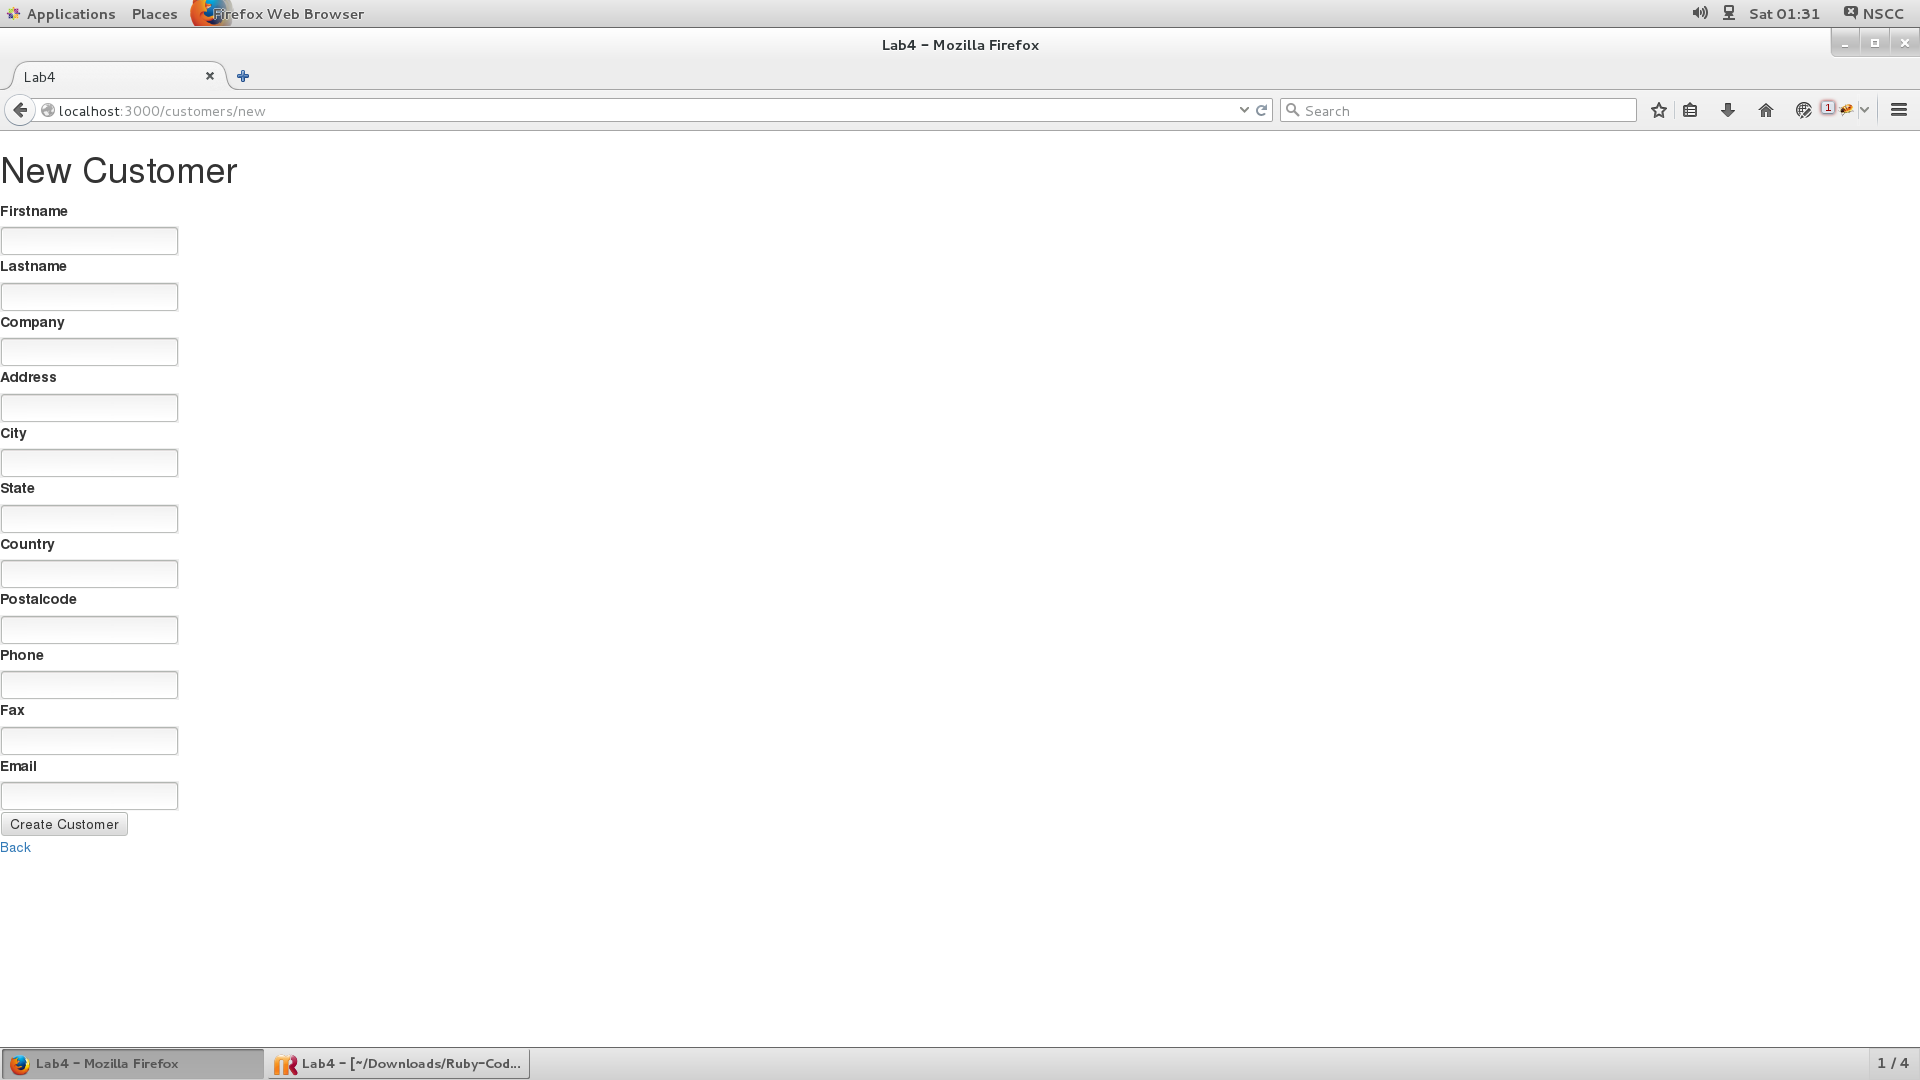 Applications Places Firefox Web Browser Sat 01:31 NSCC
Lab4 - Mozilla Firefox
Lab4
localhost:3000/customers/new Search 1
New Customer
Firstname
Lastname
Company
Address
City
State
Country
Postalcode
Phone
Fax
Email
Create Customer
Back
Lab4 - Mozilla Firefox Lab4 - [~/Downloads/Ruby-Cod... 1 / 4